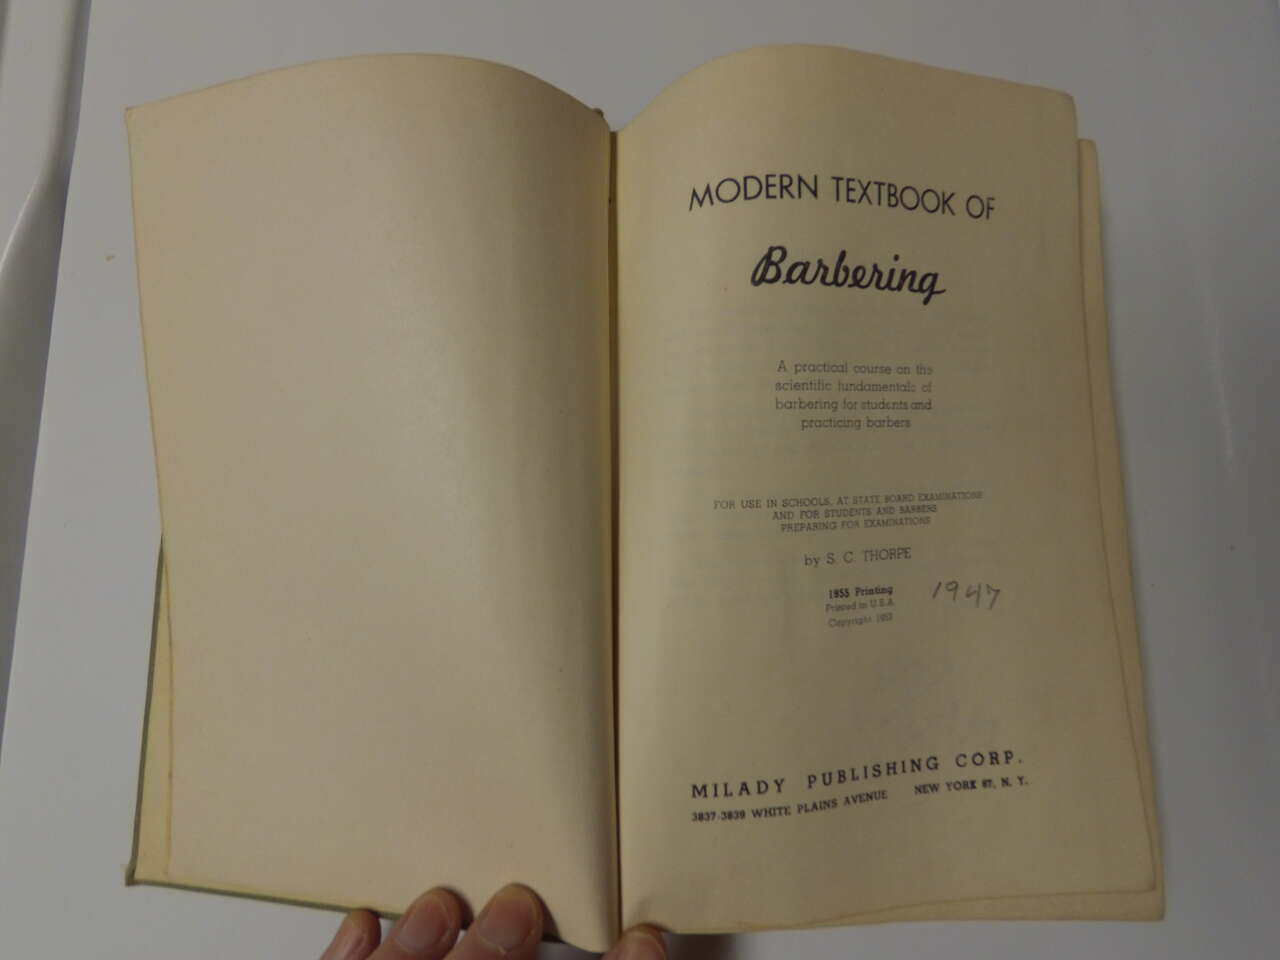 MODERN TEXTBOOK OF
Barbering
A practical course on the
scientific fundamentals of
barbering for students and
practicing barbers
FOR USE IN SCHOOLS, AT STATE BOARD EXAMINATIONS
AND FOR STUDENTS AND BARBERS
PREPARING FOR EXAMINATIONS
by S. C. THORPE
1955 Printing
1947
Printed in U.S.A.
Copyright 1953
MILADY PUBLISHING CORP.
3837-3839 WHITE PLAINS AVENUE NEW YORK 67, N. Y.